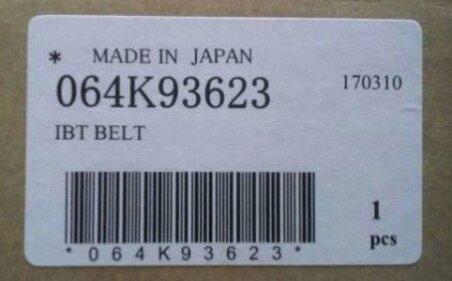 * MADE IN JAPAN
064K93623
170310
IBT BELT
*064K93623*
1
pcs